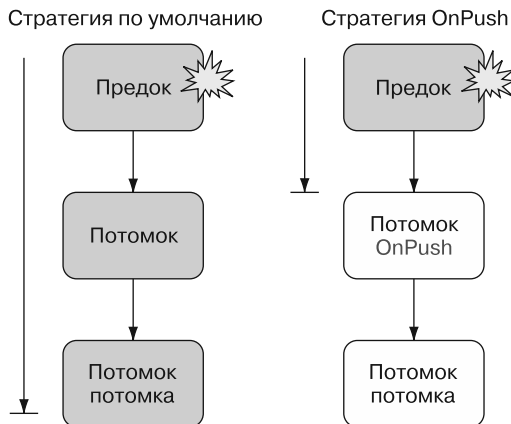 Стратегия по умолчанию
Предок
Потомок
Потомок
потомка
Стратегия OnPush
Предок
Потомок
OnPush
Потомок
потомка